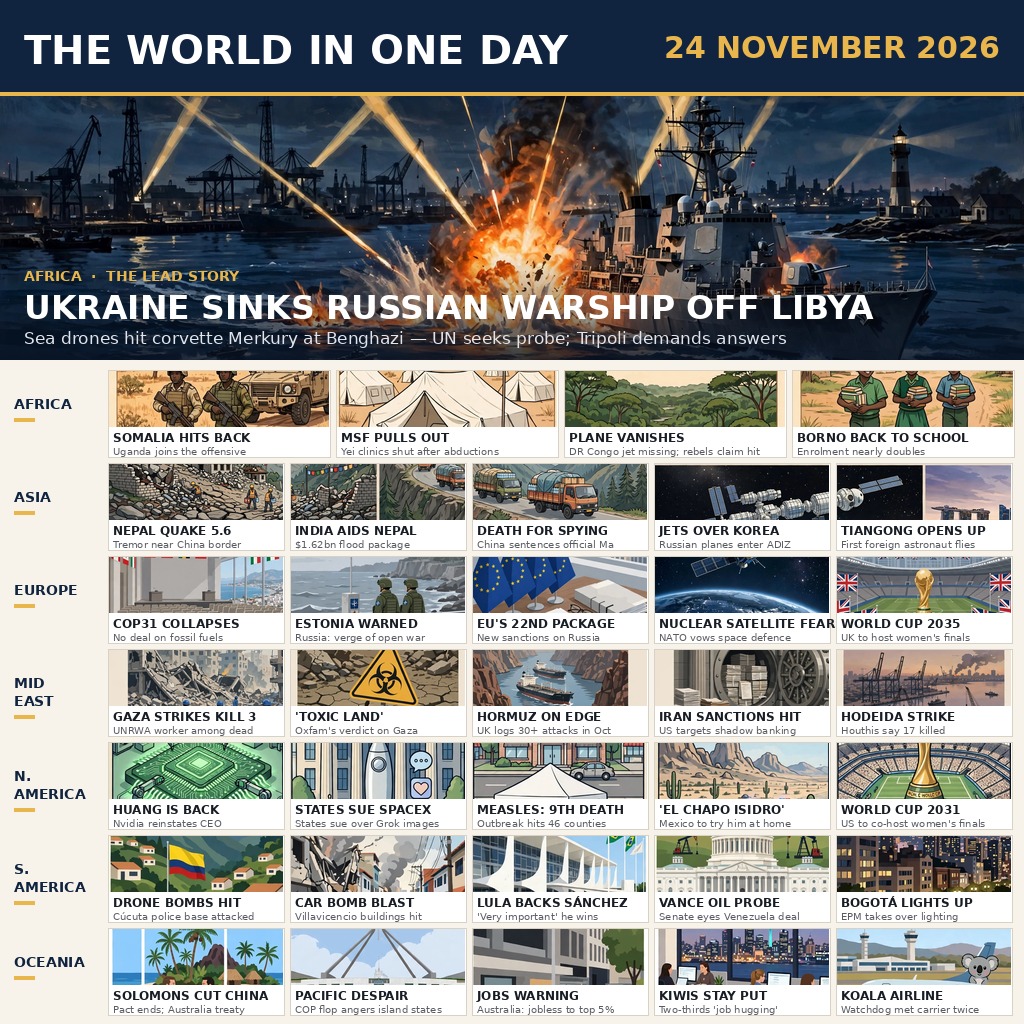 THE WORLD IN ONE DAY
24 NOVEMBER 2026
AFRICA · THE LEAD STORY
UKRAINE SINKS RUSSIAN WARSHIP OFF LIBYA
Sea drones hit corvette Merkury at Benghazi — UN seeks probe; Tripoli demands answers
AFRICA
SOMALIA HITS BACK
Uganda joins the offensive
MSF PULLS OUT
Yei clinics shut after abductions
PLANE VANISHES
DR Congo jet missing; rebels claim hit
BORNO BACK TO SCHOOL
Enrolment nearly doubles
ASIA
NEPAL QUAKE 5.6
Tremor near China border
INDIA AIDS NEPAL
$1.62bn flood package
DEATH FOR SPYING
China sentences official Ma
JETS OVER KOREA
Russian planes enter ADIZ
TIANGONG OPENS UP
First foreign astronaut flies
EUROPE
COP31 COLLAPSES
No deal on fossil fuels
ESTONIA WARNED
Russia: verge of open war
EU'S 22ND PACKAGE
New sanctions on Russia
NUCLEAR SATELLITE FEAR
NATO vows space defence
WORLD CUP 2035
UK to host women's finals
MID
EAST
GAZA STRIKES KILL 3
UNRWA worker among dead
'TOXIC LAND'
Oxfam's verdict on Gaza
HORMUZ ON EDGE
UK logs 30+ attacks in Oct
IRAN SANCTIONS HIT
US targets shadow banking
HODEIDA STRIKE
Houthis say 17 killed
N.
AMERICA
HUANG IS BACK
Nvidia reinstates CEO
STATES SUE SPACEX
States sue over Grok images
MEASLES: 9TH DEATH
Outbreak hits 46 counties
'EL CHAPO ISIDRO'
Mexico to try him at home
WORLD CUP 2031
US to co-host women's finals
S.
AMERICA
DRONE BOMBS HIT
Cúcuta police base attacked
CAR BOMB BLAST
Villavicencio buildings hit
LULA BACKS SÁNCHEZ
'Very important' he wins
VANCE OIL PROBE
Senate eyes Venezuela deal
BOGOTÁ LIGHTS UP
EPM takes over lighting
OCEANIA
SOLOMONS CUT CHINA
Pact ends; Australia treaty
PACIFIC DESPAIR
COP flop angers island states
JOBS WARNING
Australia: jobless to top 5%
KIWIS STAY PUT
Two-thirds 'job hugging'
KOALA AIRLINE
Watchdog met carrier twice